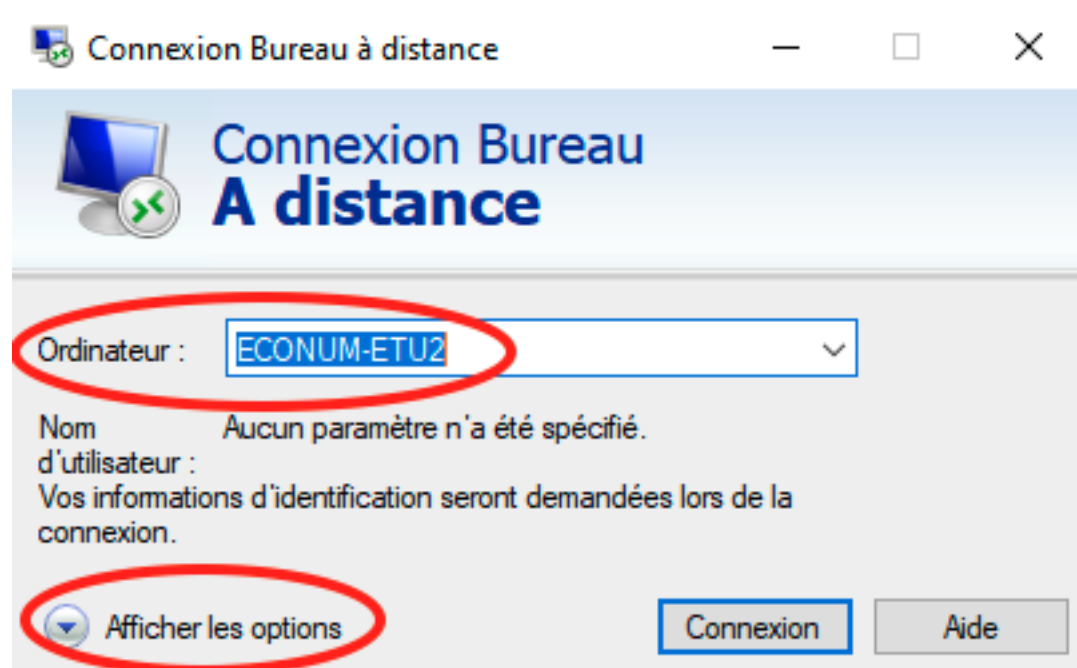 Connexion Bureau à distance
Connexion Bureau
A distance
Ordinateur : ECONUM-ETU2
Nom Aucun paramètre n'a été spécifié.
d'utilisateur :
Vos informations d'identification seront demandées lors de la
connexion.
Afficher les options Connexion Aide